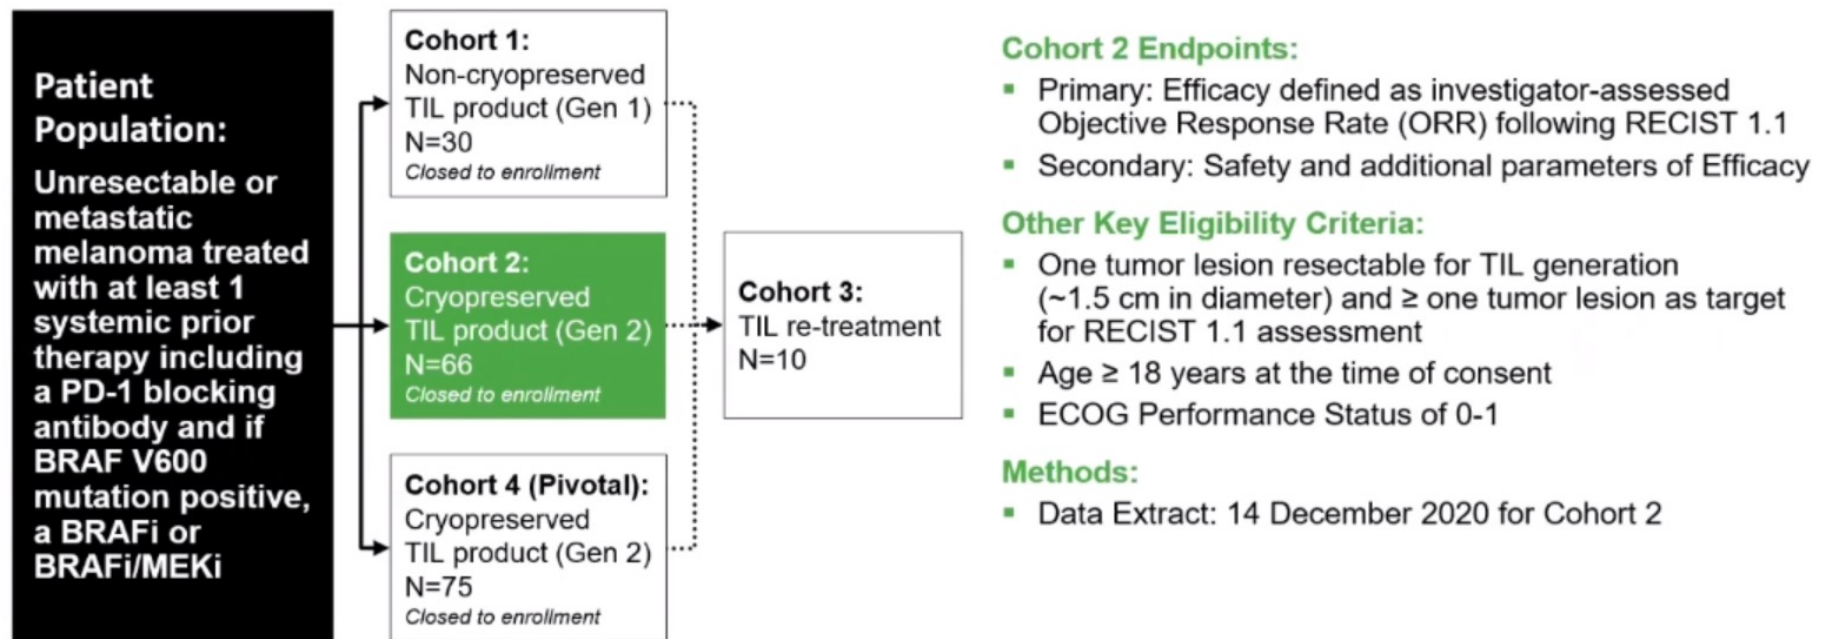 Patient
Population:
Unresectable or
metastatic
melanoma treated
with at least 1
systemic prior
therapy including
a PD-1 blocking
antibody and if
BRAF V600
mutation positive,
a BRAFi or
BRAFi/MEKi
Cohort 1:
Non-cryopreserved
TIL product (Gen 1)
N=30
Closed to enrollment
Cohort 2:
Cryopreserved
TIL product (Gen 2)
N=66
Closed to enrollment
Cohort 4 (Pivotal):
Cryopreserved
TIL product (Gen 2)
N=75
Closed to enrollment
Cohort 3:
TIL re-treatment
N=10
Cohort 2 Endpoints:
▪ Primary: Efficacy defined as investigator-assessed
Objective Response Rate (ORR) following RECIST 1.1
▪ Secondary: Safety and additional parameters of Efficacy
Other Key Eligibility Criteria:
▪ One tumor lesion resectable for TIL generation
(~1.5 cm in diameter) and ≥ one tumor lesion as target
for RECIST 1.1 assessment
▪ Age ≥ 18 years at the time of consent
▪ ECOG Performance Status of 0-1
Methods:
▪ Data Extract: 14 December 2020 for Cohort 2